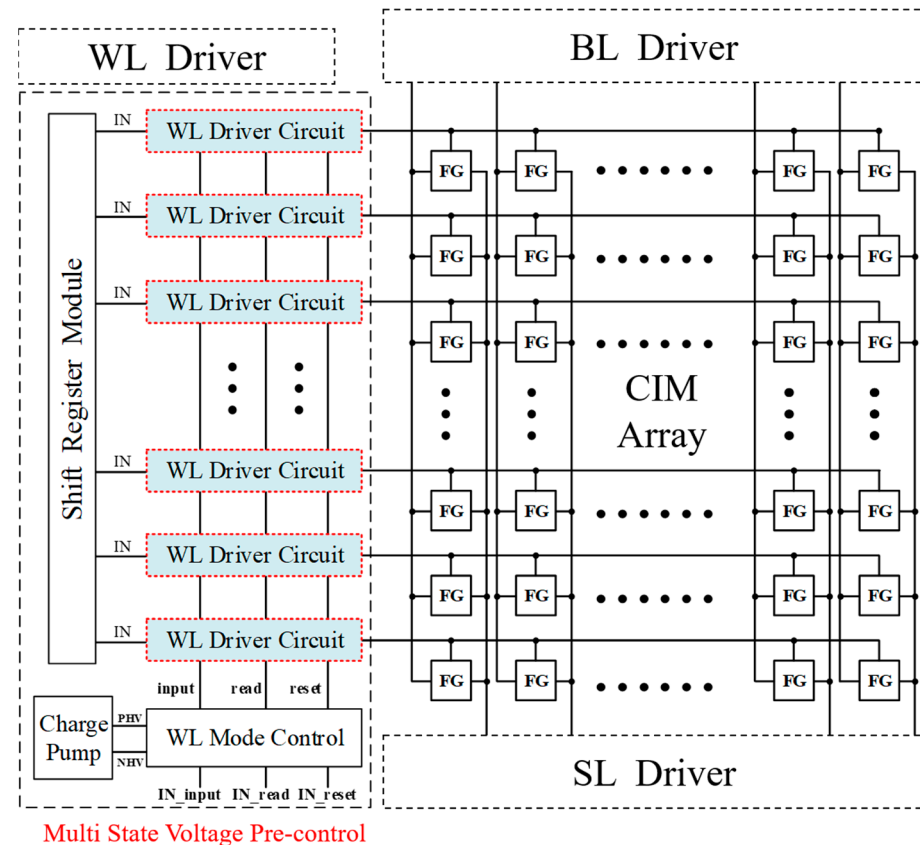 WL Driver
BL Driver
IN
WL Driver Circuit
FG FG FG FG
IN
WL Driver Circuit
FG FG FG FG
IN
WL Driver Circuit
FG FG FG FG
Shift Register Module
CIM
Array
IN
WL Driver Circuit
FG FG FG FG
IN
WL Driver Circuit
FG FG FG FG
IN
WL Driver Circuit
FG FG FG FG
input read reset
Charge
Pump
PHV
NHV
WL Mode Control
IN_input IN_read IN_reset
SL Driver
Multi State Voltage Pre-control